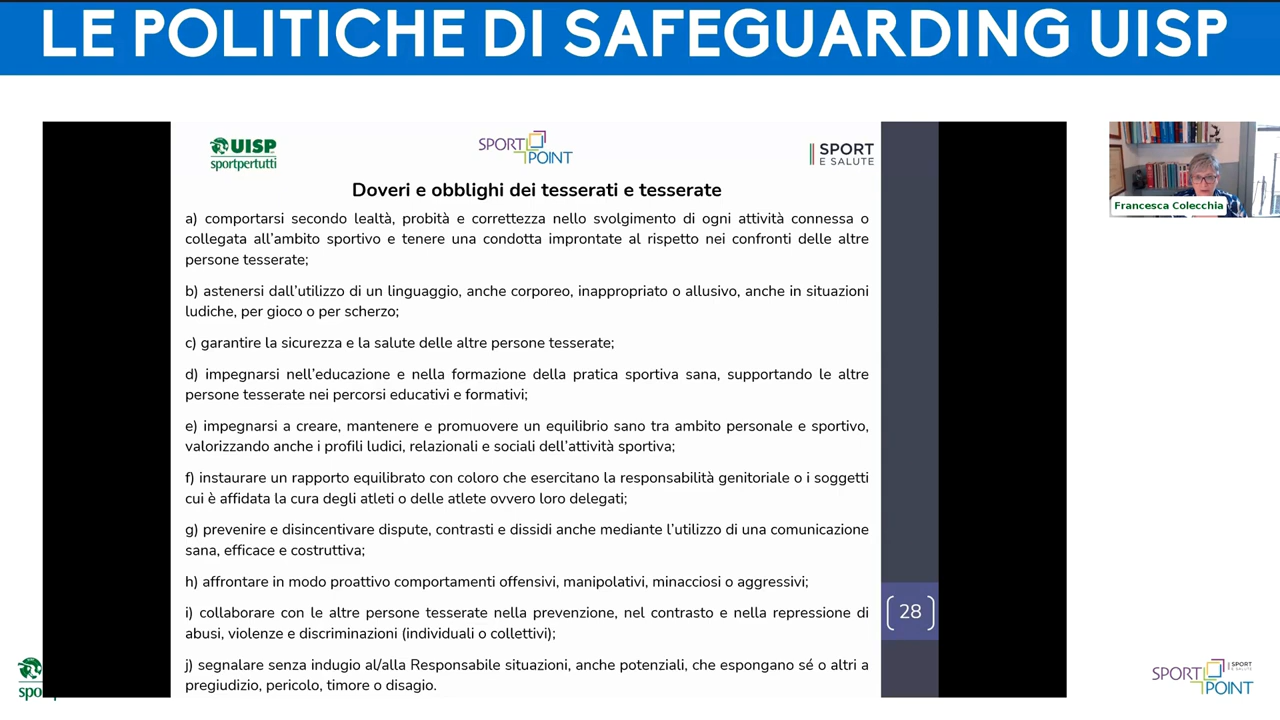 LE POLITICHE DI SAFEGUARDING UISP
UISP
sportpertutti
SPORT
POINT
SPORT
E SALUTE
Doveri e obblighi dei tesserati e tesserate
a) comportarsi secondo lealtà, probità e correttezza nello svolgimento di ogni attività connessa o
collegata all'ambito sportivo e tenere una condotta improntate al rispetto nei confronti delle altre
persone tesserate;
b) astenersi dall'utilizzo di un linguaggio, anche corporeo, inappropriato o allusivo, anche in situazioni
ludiche, per gioco o per scherzo;
c) garantire la sicurezza e la salute delle altre persone tesserate;
d) impegnarsi nell'educazione e nella formazione della pratica sportiva sana, supportando le altre
persone tesserate nei percorsi educativi e formativi;
e) impegnarsi a creare, mantenere e promuovere un equilibrio sano tra ambito personale e sportivo,
valorizzando anche i profili ludici, relazionali e sociali dell'attività sportiva;
f) instaurare un rapporto equilibrato con coloro che esercitano la responsabilità genitoriale o i soggetti
cui è affidata la cura degli atleti o delle atlete ovvero loro delegati;
g) prevenire e disincentivare dispute, contrasti e dissidi anche mediante l'utilizzo di una comunicazione
sana, efficace e costruttiva;
h) affrontare in modo proattivo comportamenti offensivi, manipolativi, minacciosi o aggressivi;
i) collaborare con le altre persone tesserate nella prevenzione, nel contrasto e nella repressione di
abusi, violenze e discriminazioni (individuali o collettivi);
j) segnalare senza indugio al/alla Responsabile situazioni, anche potenziali, che espongano sé o altri a
pregiudizio, pericolo, timore o disagio.
28
Francesca Colecchia
spo
SPORT
POINT
SPORT
E SALUTE